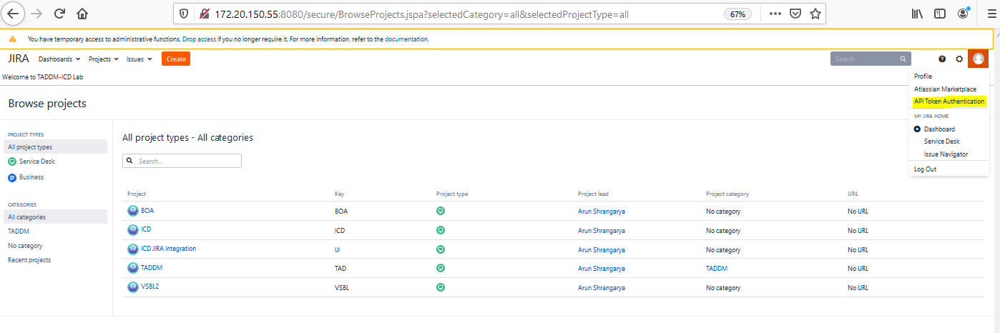 172.20.150.55:8080/secure/BrowseProjects.jspa?selectedCategory=all&selectedProjectType=all 67%
You have temporary access to administrative functions. Drop access if you no longer require it. For more information, refer to the documentation.
JIRA Dashboards Projects Issues Create Search
Welcome to TADDM-ICD Lab
Profile
Atlassian Marketplace
API Token Authentication
MY JIRA HOME
Dashboard
Service Desk
Issue Navigator
Log Out
Browse projects
PROJECT TYPES
All project types
Service Desk
Business
CATEGORIES
All categories
TADDM
No category
Recent projects
All project types - All categories
Search...
Project Key Project type Project lead Project category URL
BOA BOA Arun Shrangarya No category No URL
ICD ICD Arun Shrangarya No category No URL
ICD JIRA Integration IJI Arun Shrangarya No category No URL
TADDM TAD Arun Shrangarya TADDM No URL
VSBL2 VSBL Arun Shrangarya No category No URL